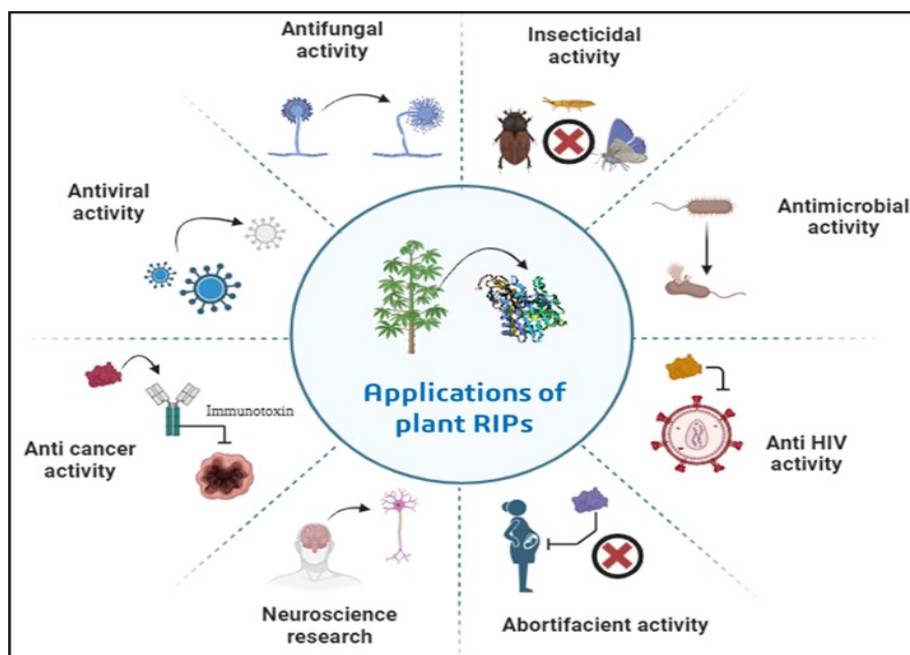 Antifungal
activity
Insecticidal
activity
Antiviral
activity
Antimicrobial
activity
Applications of
plant RIPs
Immunotoxin
Anti cancer
activity
Anti HIV
activity
Neuroscience
research
Abortifacient activity